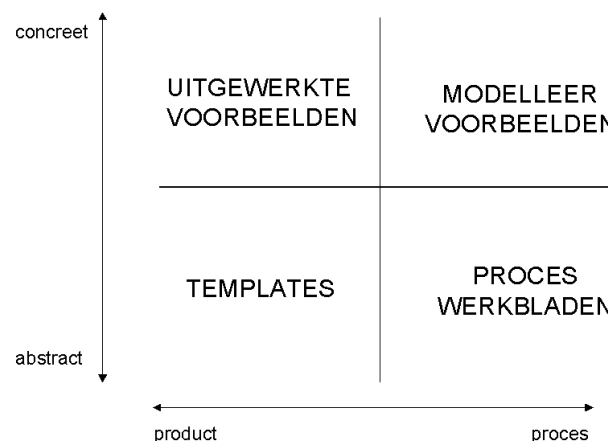 concreet
UITGEWERKTE
VOORBEELDEN
MODELLEER
VOORBEELDEN
TEMPLATES
PROCES
WERKBLADEN
abstract
product
proces